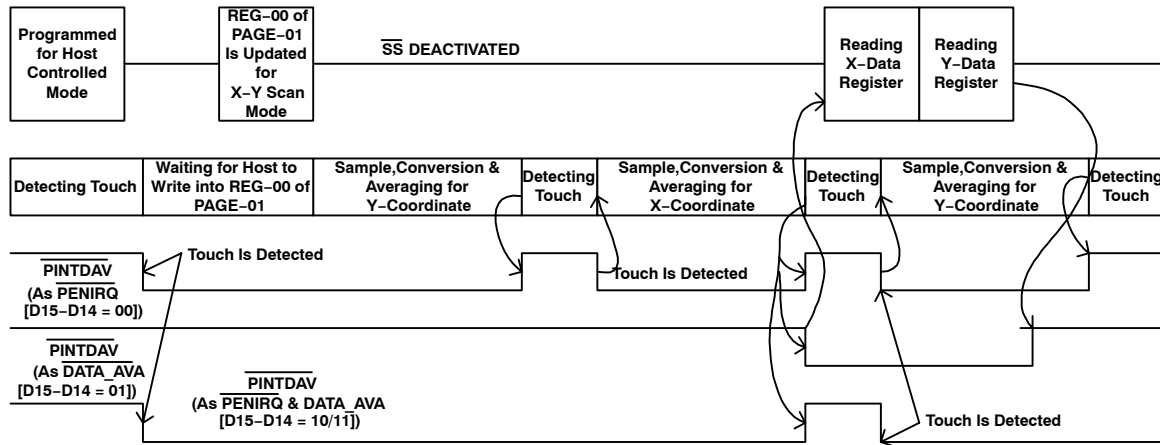 Programmed
for Host
Controlled
Mode
REG−00 of
PAGE−01
Is Updated
for
X−Y Scan
Mode
SS DEACTIVATED
Reading
X−Data
Register
Reading
Y−Data
Register
Detecting Touch
Waiting for Host to
Write into REG−00 of
PAGE−01
Sample,Conversion &
Averaging for
Y−Coordinate
Detecting
Touch
Sample,Conversion &
Averaging for
X−Coordinate
Detecting
Touch
Sample,Conversion &
Averaging for
Y−Coordinate
Detecting
Touch
Touch Is Detected
PINTDAV
(As PENIRQ
[D15−D14 = 00])
Touch Is Detected
PINTDAV
(As DATA_AVA
[D15−D14 = 01]
PINTDAV
(As PENIRQ & DATA_AVA
[D15−D14 = 10/11])
Touch Is Detected